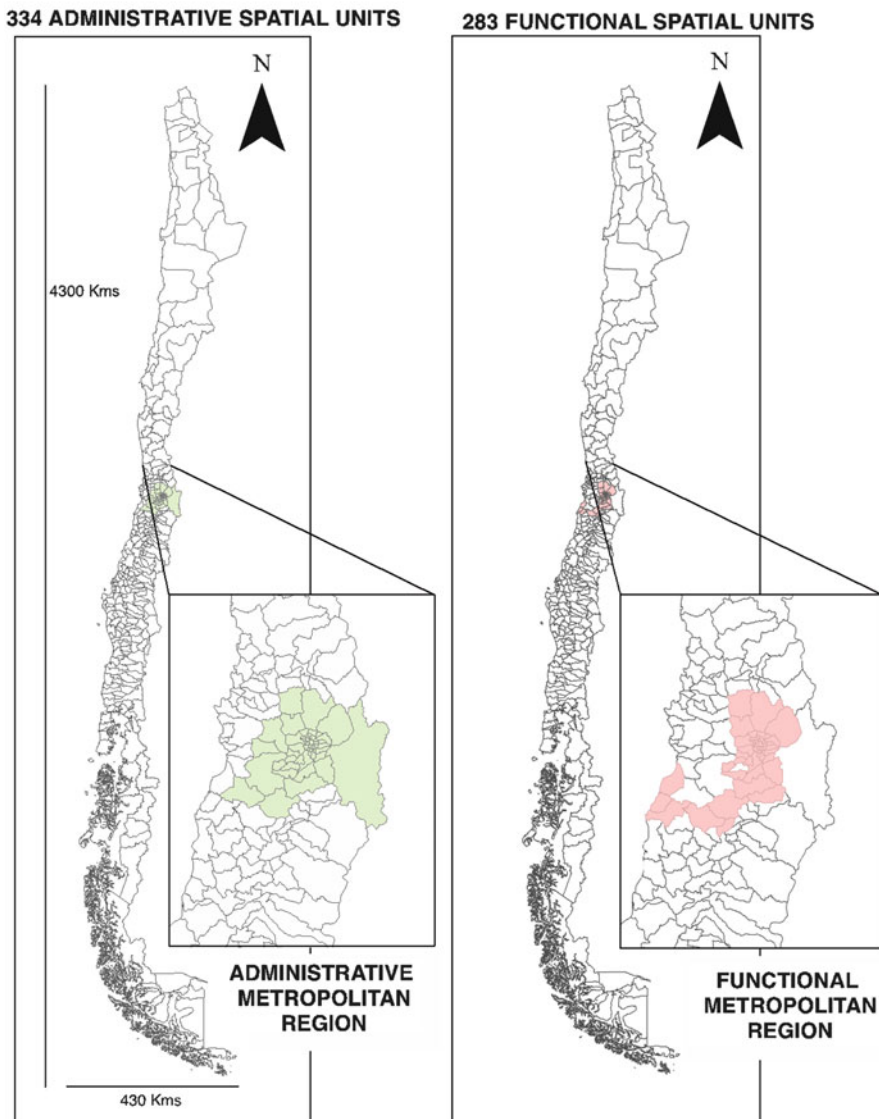 334 ADMINISTRATIVE SPATIAL UNITS
283 FUNCTIONAL SPATIAL UNITS
N
N
4300 Kms
ADMINISTRATIVE
METROPOLITAN
REGION
FUNCTIONAL
METROPOLITAN
REGION
430 Kms